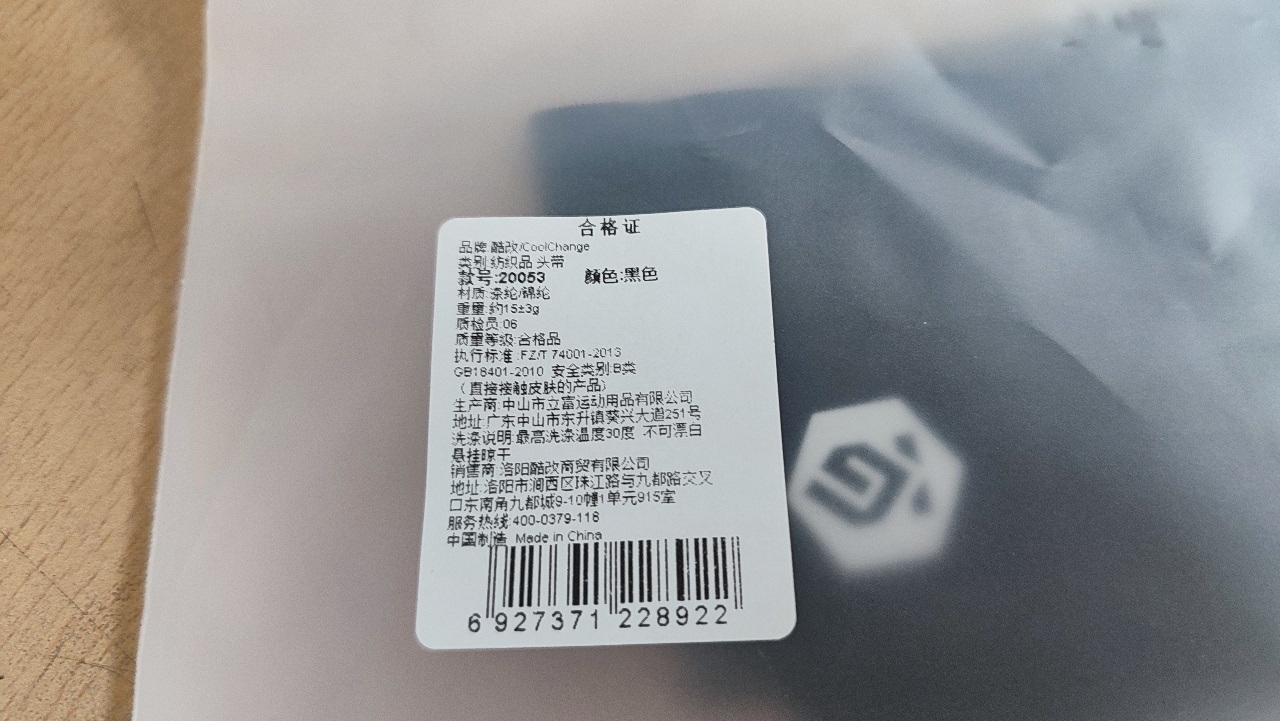 合格证
品牌:酷改/CoolChange
类别:纺织品 头带
款号:20053 顏色:黑色
材质:涤纶/锦纶
重量:约15±3g
质检员:06
质量等级:合格品
执行标准:FZ/T 74001-2013
GB18401-2010 安全类别:B类
(直接接触皮肤的产品)
生产商:中山市立富运动用品有限公司
地址:广东中山市东升镇葵兴大道251号
洗涤说明:最高洗涤温度30度 不可漂白
悬挂晾干
销售商:洛阳酷改商贸有限公司
地址:洛阳市涧西区珠江路与九都路交叉
口东南角九都城9-10幢1单元915室
服务热线:400-0379-118
中国制造 Made in China
6 927371 228922